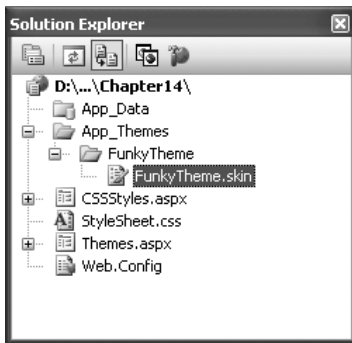 Solution Explorer
D:\...\Chapter14\
App_Data
App_Themes
FunkyTheme
FunkyTheme.skin
CSSStyles.aspx
StyleSheet.css
Themes.aspx
Web.Config